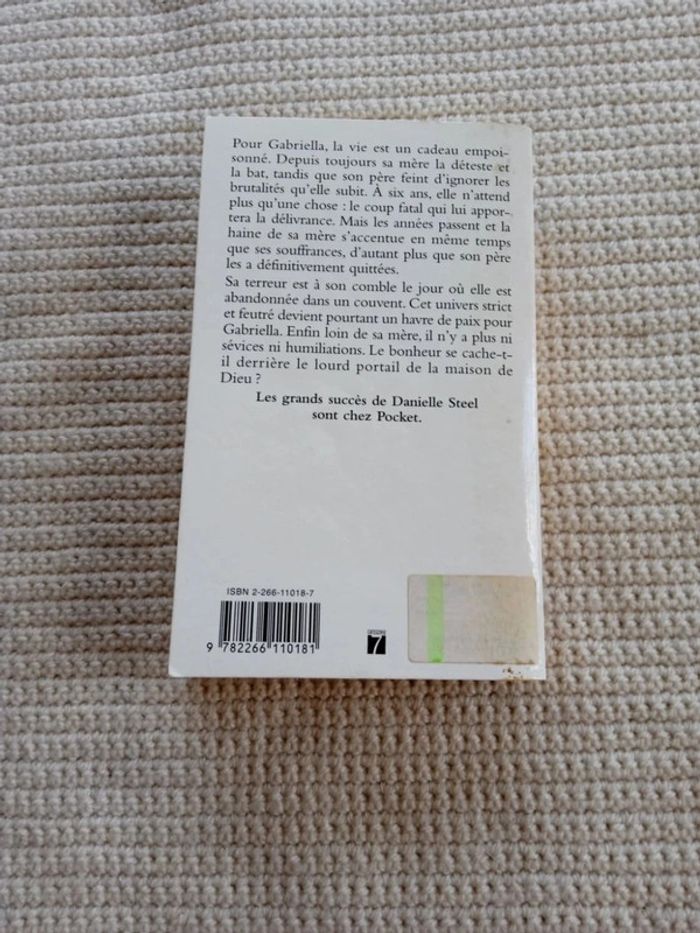 Pour Gabriella, la vie est un cadeau empoi-
sonné. Depuis toujours sa mère la déteste et
la bat, tandis que son père feint d'ignorer les
brutalités qu'elle subit. À six ans, elle n'attend
plus qu'une chose : le coup fatal qui lui appor-
tera la délivrance. Mais les années passent et la
haine de sa mère s'accentue en même temps
que ses souffrances, d'autant plus que son père
les a définitivement quittées.
Sa terreur est à son comble le jour où elle est
abandonnée dans un couvent. Cet univers strict
et feutré devient pourtant un havre de paix pour
Gabriella. Enfin loin de sa mère, il n'y a plus ni
sévices ni humiliations. Le bonheur se cache-t-
il derrière le lourd portail de la maison de
Dieu ?
Les grands succès de Danielle Steel
sont chez Pocket.
ISBN 2-266-11018-7
9 782266 110181
7